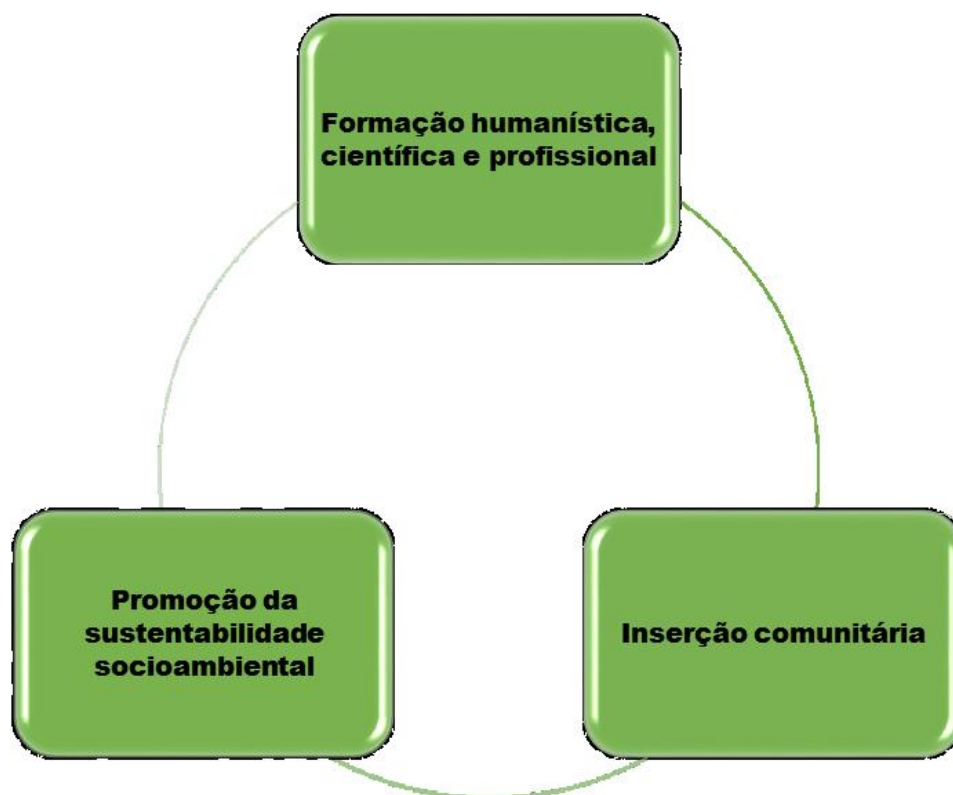 Formação humanística,
científica e profissional
Promoção da
sustentabilidade
socioambiental
Inserção comunitária